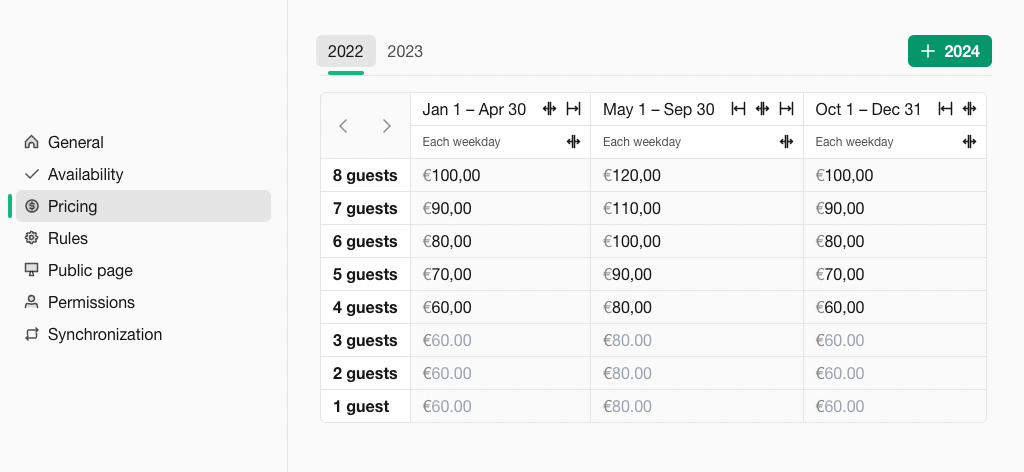 2022 2023 2024
General
Availability
Pricing
Rules
Public page
Permissions
Synchronization
Jan 1 – Apr 30 May 1 – Sep 30 Oct 1 – Dec 31
Each weekday Each weekday Each weekday
8 guests €100,00 €120,00 €100,00
7 guests €90,00 €110,00 €90,00
6 guests €80,00 €100,00 €80,00
5 guests €70,00 €90,00 €70,00
4 guests €60,00 €80,00 €60,00
3 guests €60.00 €80.00 €60.00
2 guests €60.00 €80.00 €60.00
1 guest €60.00 €80.00 €60.00